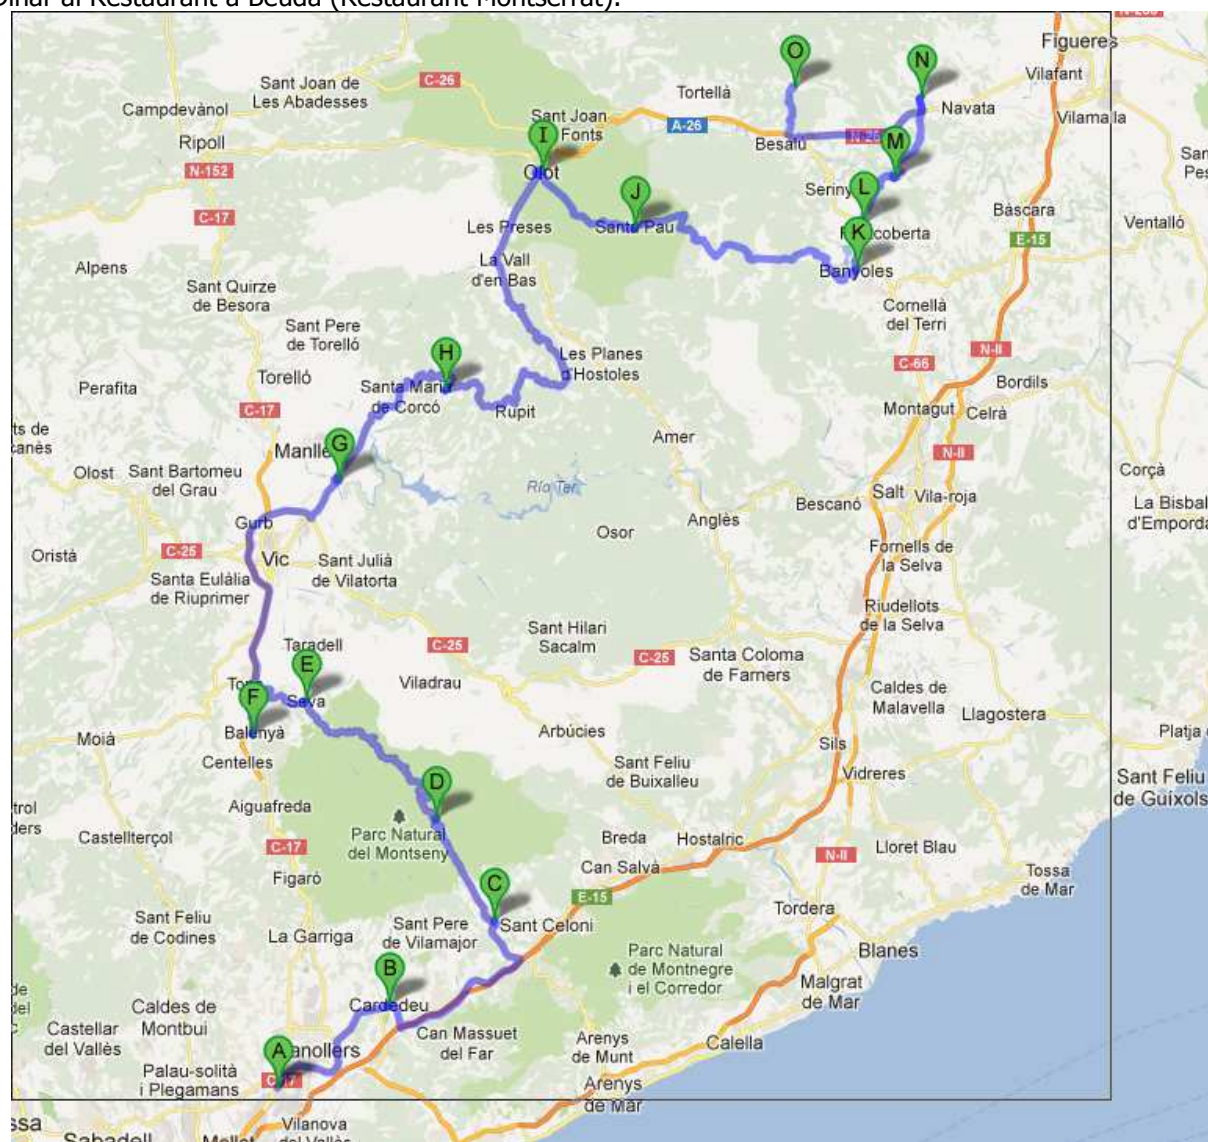 Dinar al Restaurant a Beuda (Restaurant Montserrat).
O
N
Figueres
C-26
Sant Joan de
Les Abadesses
Tortellà
Vilafant
Campdevànol
Navata
Sant Joan
Fonts
A-26
Vilamalla
I
Ripoll
Besalú
N-26
M
N-152
Olot
J
Seriny
L
C-17
Les Preses
Santa Pau
K
Bàscara
Ventalló
E-15
Alpens
La Vall
d'en Bas
Banyoles
Sant Quirze
de Besora
Cornellà
del Terri
Sant Pere
de Torelló
H
Les Planes
d'Hostoles
N-II
C-66
Perafita
Torelló
Santa Maria
de Corcó
Bordils
C-17
Rupit
Montagut
Celrà
G
Amer
N-II
Olost
Sant Bartomeu
del Grau
Corçà
Río Ter
Salt
Vila-roja
Bescanó
La Bisbal
d'Emporda
Gurb
Anglès
Osor
Oristà
C-25
Vic
Sant Julià
de Vilatorta
Fornells de
la Selva
Santa Eulàlia
de Riuprimer
Riudellots
de la Selva
Sant Hilari
Sacalm
Taradell
C-25
C-25
Santa Coloma
de Farners
E
Seva
Viladrau
F
Caldes de
Malavella
Llagostera
Balenyà
Moià
Arbúcies
Platja
Centelles
Sils
Sant Feliu
de Buixalleu
Vidreres
Sant Feliu
de Guíxols
D
Aiguafreda
Castellterçol
Parc Natural
del Montseny
Breda
Hostalric
C-17
N-II
Lloret Blau
Can Salvà
Figaró
C
E-15
Tossa
de Mar
Sant Feliu
de Codines
Sant Pere
de Vilamajor
Sant Celoni
Tordera
La Garriga
Blanes
B
Parc Natural
de Montnegre
i el Corredor
Malgrat
de Mar
Cardedeu
Caldes de
Montbui
Castellar
del Vallès
Can Massuet
del Far
Arenys
de Munt
Calella
A
Palau-solità
i Plegamans
Arenys
de Mar
Vilanova
del Vallès
Sabadell
Mollet